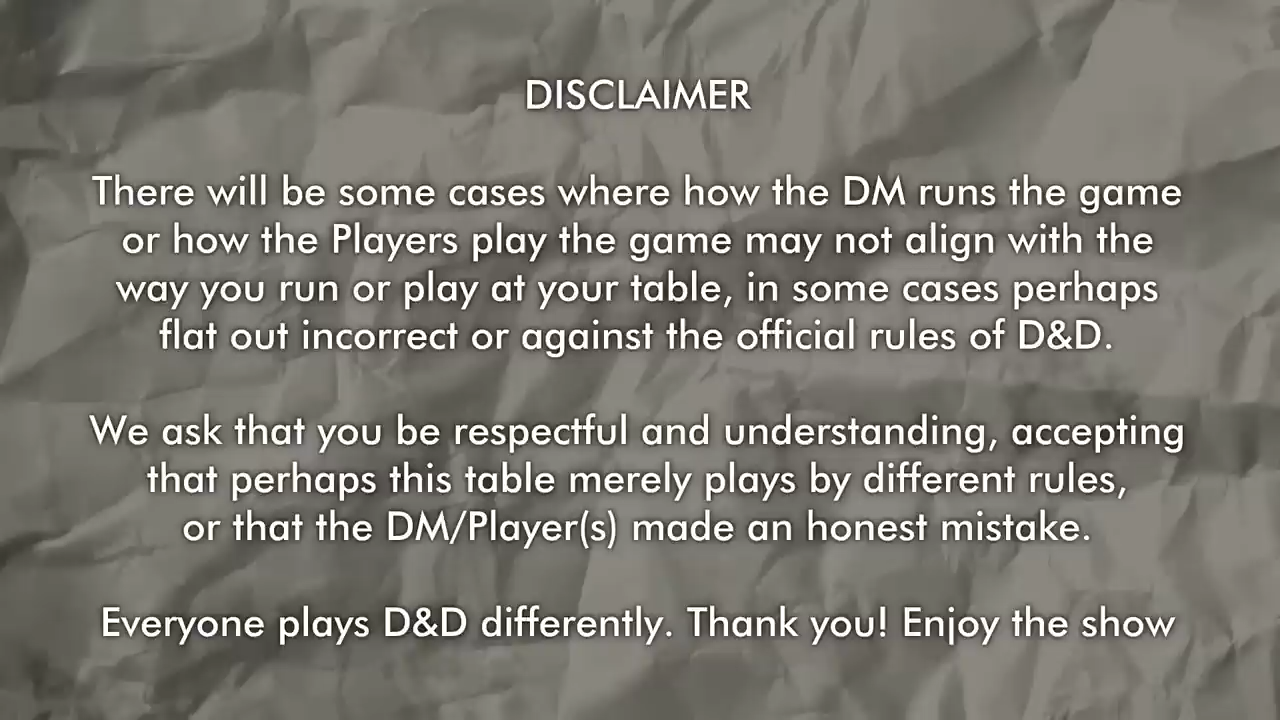 DISCLAIMER
There will be some cases where how the DM runs the game
or how the Players play the game may not align with the
way you run or play at your table, in some cases perhaps
flat out incorrect or against the official rules of D&D.
We ask that you be respectful and understanding, accepting
that perhaps this table merely plays by different rules,
or that the DM/Player(s) made an honest mistake.
Everyone plays D&D differently. Thank you! Enjoy the show